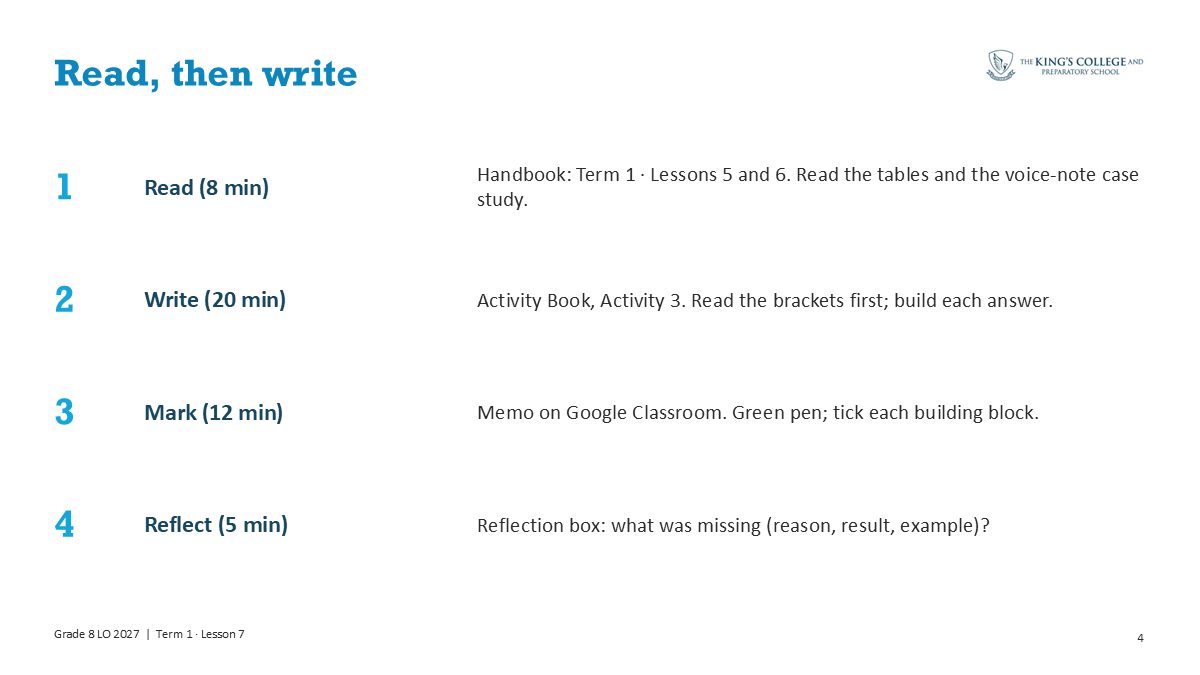 Read, then write
THE KING'S COLLEGE AND
PREPARATORY SCHOOL
1
Read (8 min)
Handbook: Term 1 · Lessons 5 and 6. Read the tables and the voice-note case
study.
2
Write (20 min)
Activity Book, Activity 3. Read the brackets first; build each answer.
3
Mark (12 min)
Memo on Google Classroom. Green pen; tick each building block.
4
Reflect (5 min)
Reflection box: what was missing (reason, result, example)?
Grade 8 LO 2027 | Term 1 · Lesson 7
4